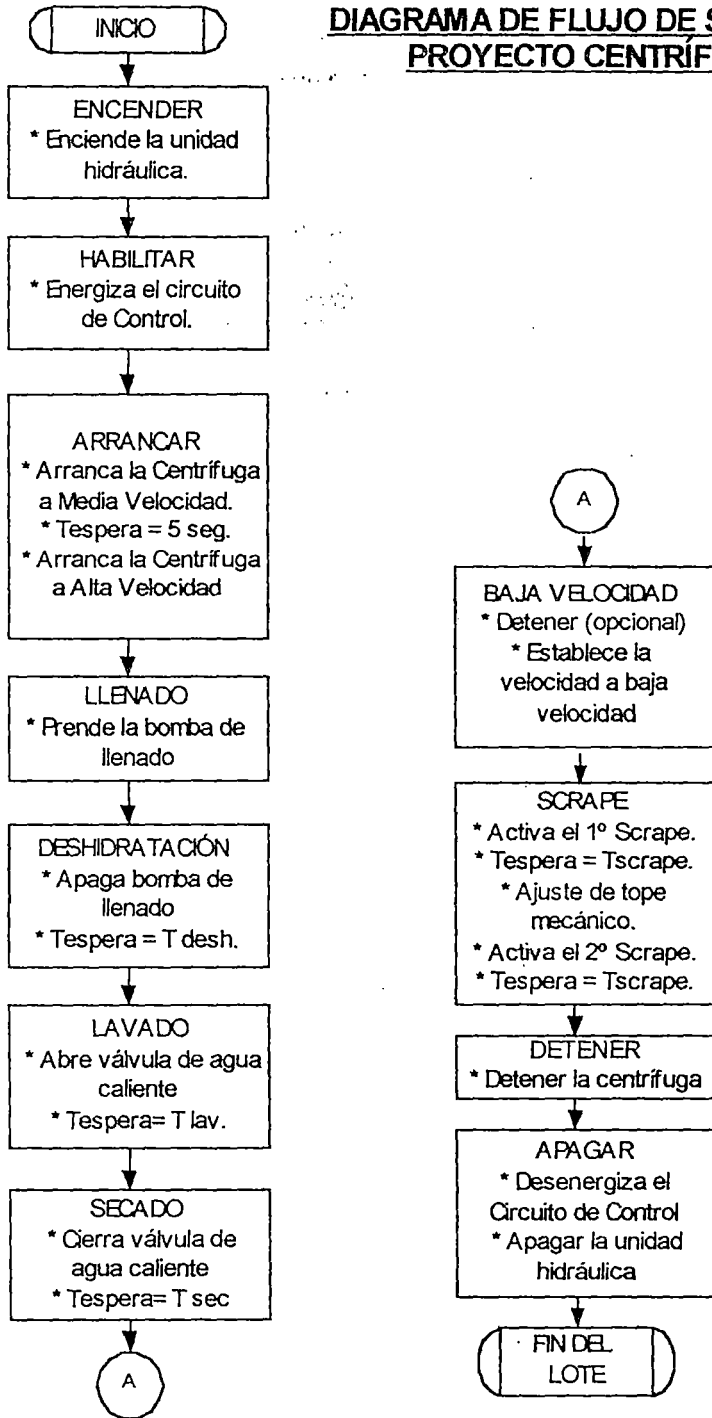 DIAGRAMA DE FLUJO DE
PROYECTO CENTRÍF
INICIO
ENCENDER
* Enciende la unidad
hidráulica.
HABILITAR
* Energiza el circuito
de Control.
ARRANCAR
* Arranca la Centrífuga
a Media Velocidad.
* Tespera = 5 seg.
* Arranca la Centrífuga
a Alta Velocidad
LLENADO
* Prende la bomba de
llenado
DESHIDRATACIÓN
* Apaga bomba de
llenado
* Tespera = T desh.
LAVADO
* Abre válvula de agua
caliente
* Tespera= T lav.
SECADO
* Cierra válvula de
agua caliente
* Tespera= T sec
A
A
BAJA VELOCIDAD
* Detener (opcional)
* Establece la
velocidad a baja
velocidad
SCRAPE
* Activa el 1º Scrape.
* Tespera = Tscrape.
* Ajuste de tope
mecánico.
* Activa el 2º Scrape.
* Tespera = Tscrape.
DETENER
* Detener la centrífuga
APAGAR
* Desenergiza el
Circuito de Control
* Apagar la unidad
hidráulica
FIN DEL
LOTE